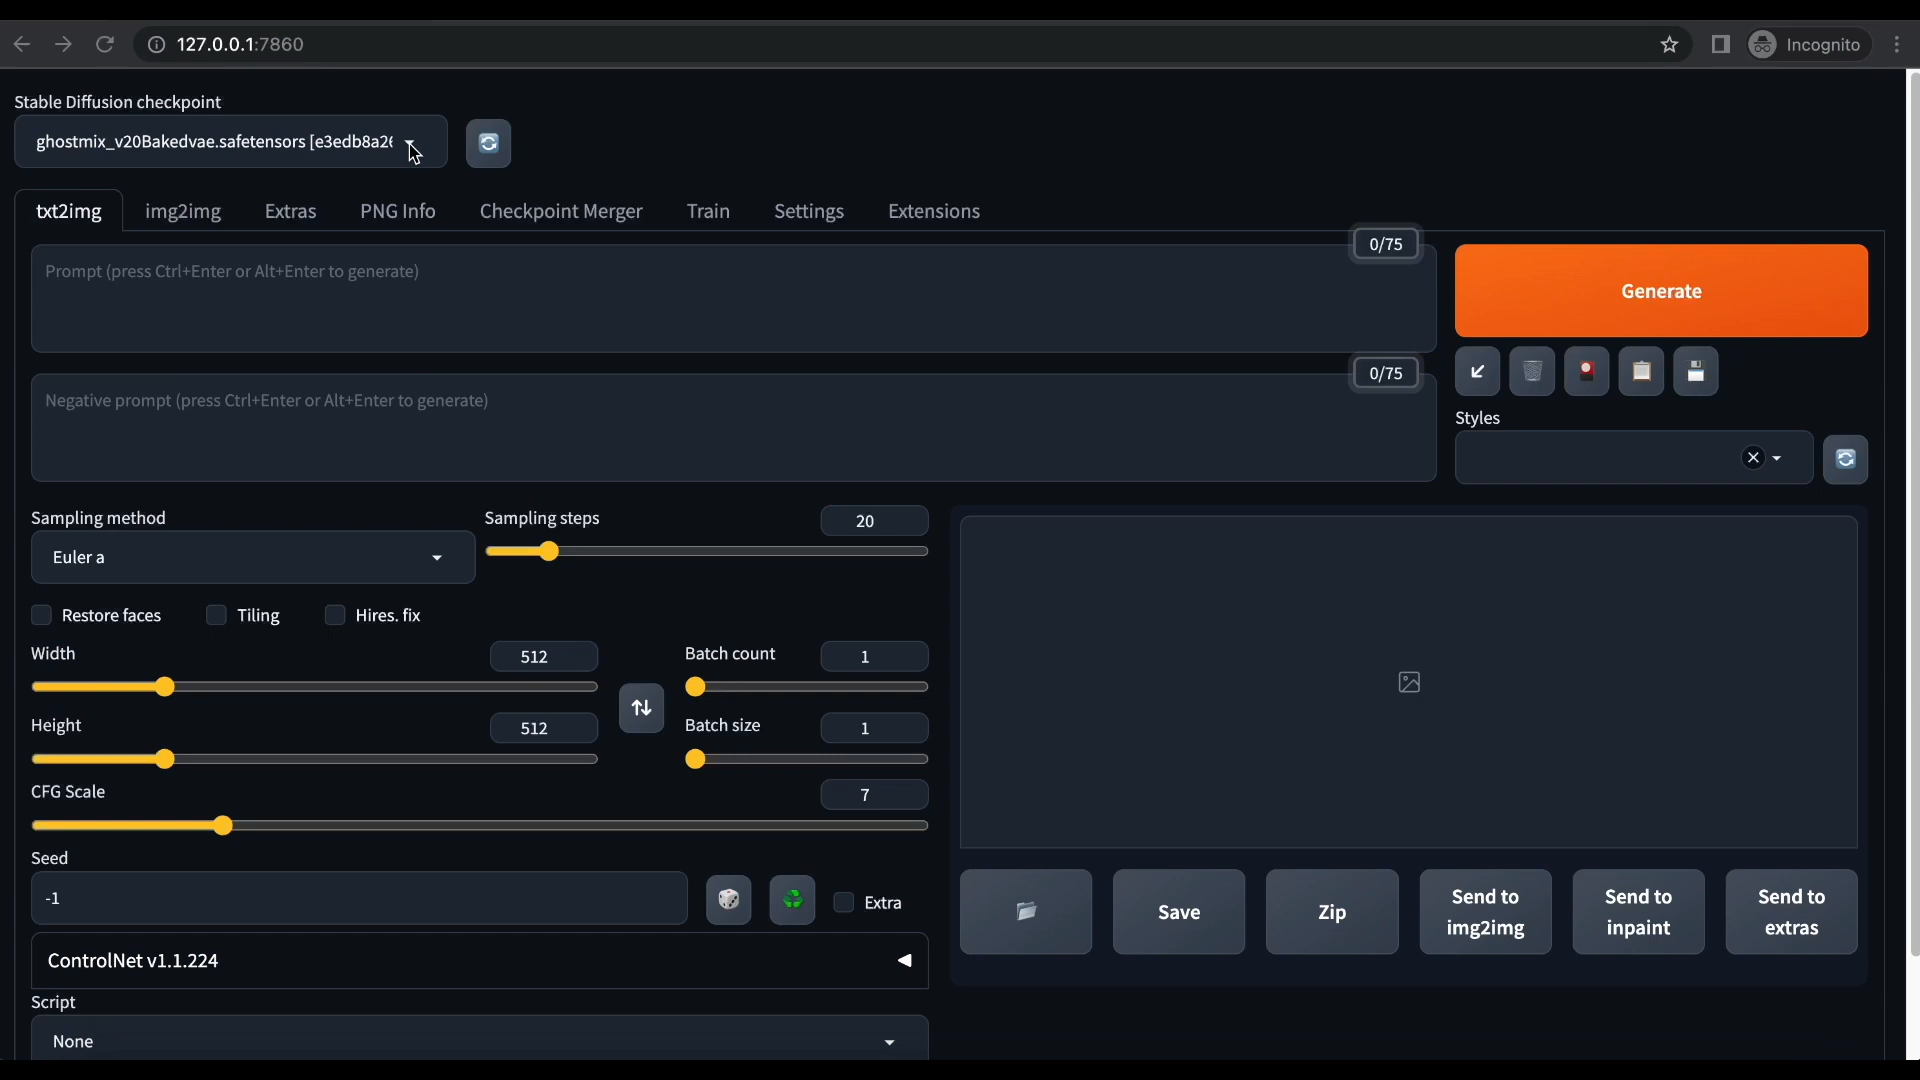 127.0.0.1:7860
Incognito
Stable Diffusion checkpoint
ghostmix_v20Bakedvae.safetensors [e3edb8a26
txt2img
img2img
Extras
PNG Info
Checkpoint Merger
Train
Settings
Extensions
0/75
Prompt (press Ctrl+Enter or Alt+Enter to generate)
Generate
0/75
Negative prompt (press Ctrl+Enter or Alt+Enter to generate)
Styles
Sampling method
Euler a
Sampling steps
20
Restore faces
Tiling
Hires. fix
Width
512
Batch count
1
Height
512
Batch size
1
CFG Scale
7
Seed
-1
Extra
Save
Zip
Send to
img2img
Send to
inpaint
Send to
extras
ControlNet v1.1.224
Script
None